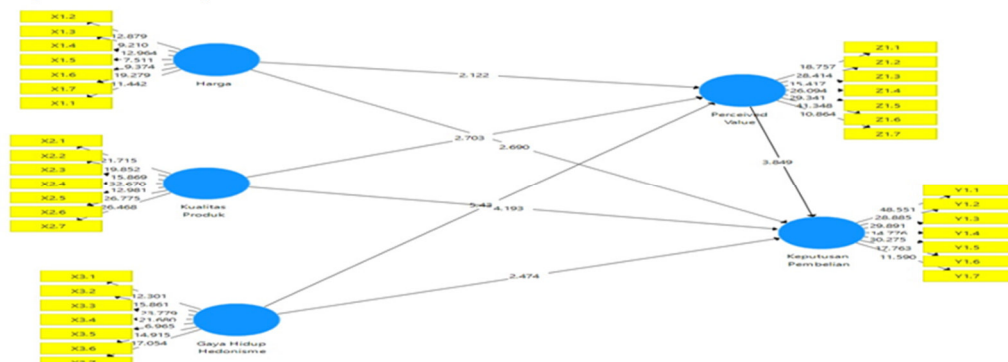 X1.2
X1.3
X1.4
X1.5
X1.6
X1.7
X1.1
12.879
9.210
12.964
7.511
9.374
19.279
11.442
Harga
X2.1
X2.2
X2.3
X2.4
X2.5
X2.6
X2.7
21.715
19.852
15.869
12.981
26.775
26.468
Kualitas
Produk
X3.1
X3.2
X3.3
X3.4
X3.5
X3.6
12.301
15.861
6.965
14.915
17.054
Gaya Hidup
Hedonisme
2.122
2.703
2.690
4.193
2.474
3.849
Perceived
Value
18.757
28.414
15.417
26.094
29.341
10.864
Z1.1
Z1.2
Z1.3
Z1.4
Z1.5
Z1.6
Z1.7
Keputusan
Pembelian
48.551
28.885
29.891
30.275
11.590
Y1.1
Y1.2
Y1.3
Y1.4
Y1.5
Y1.6
Y1.7